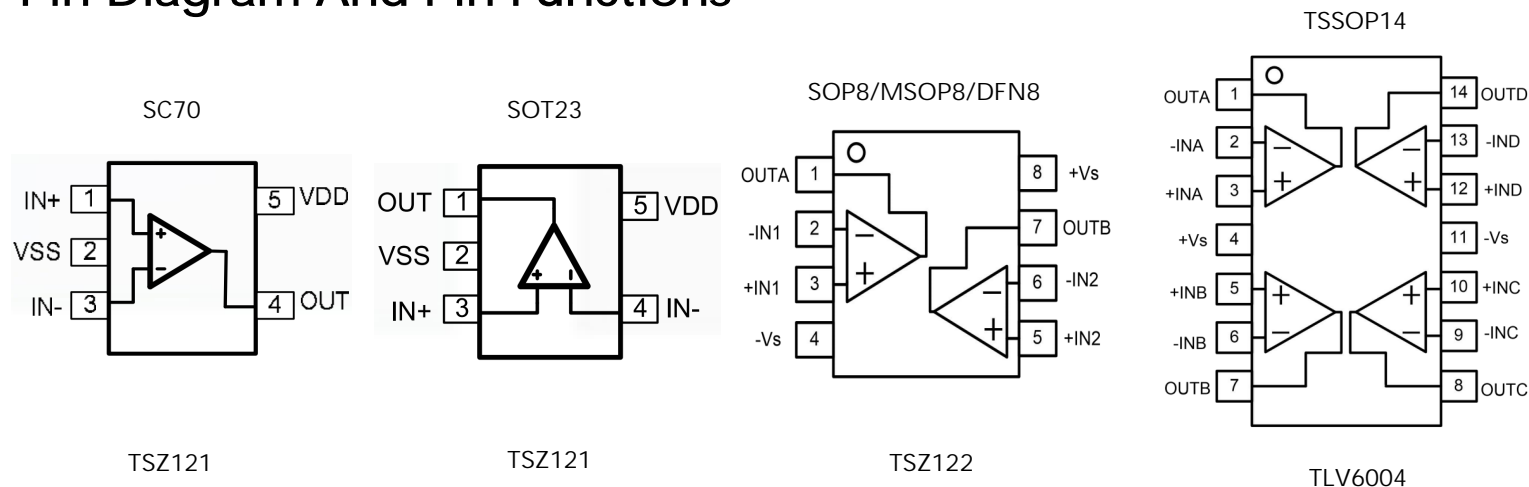 Pin Diagram And Pin Functions
SC70
IN+ 1
VSS 2
IN- 3
5 VDD
4 OUT
+
-
TSZ121
SOT23
OUT 1
VSS 2
IN+ 3
5 VDD
4 IN-
+
-
TSZ121
SOP8/MSOP8/DFN8
OUTA 1
-IN1 2
+IN1 3
-Vs 4
8 +Vs
7 OUTB
6 -IN2
5 +IN2
-
+
-
+
TSZ122
TSSOP14
OUTA 1
-INA 2
+INA 3
+Vs 4
+INB 5
-INB 6
OUTB 7
14 OUTD
13 -IND
12 +IND
11 -Vs
10 +INC
9 -INC
8 OUTC
-
+
-
+
+
-
+
-
TLV6004